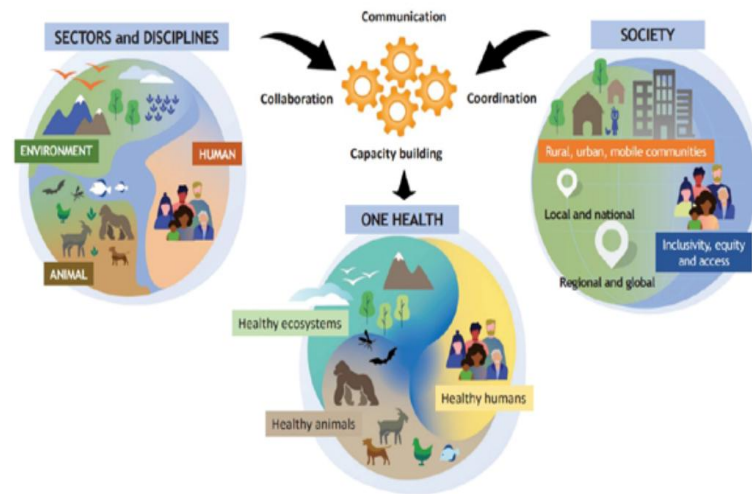 Communication
SECTORS and DISCIPLINES
SOCIETY
Collaboration
Coordination
ENVIRONMENT
HUMAN
Capacity building
Rural, urban, mobile communities
Local and national
Inclusivity, equity
and access
ANIMAL
Regional and global
ONE HEALTH
Healthy ecosystems
Healthy humans
Healthy animals